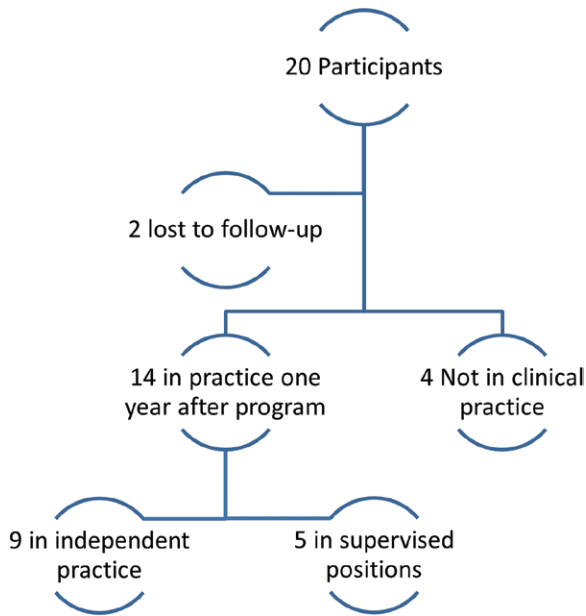 20 Participants
2 lost to follow-up
14 in practice one
year after program
4 Not in clinical
practice
9 in independent
practice
5 in supervised
positions